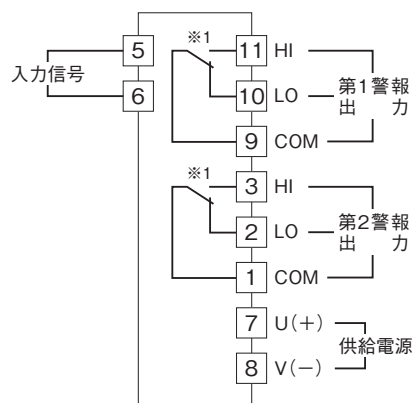 入力信号
5
6
※1
11 HI
10 LO
9 COM
第1警報
出力
※1
3 HI
2 LO
1 COM
第2警報
出力
7 U(+)
8 V(−)
供給電源